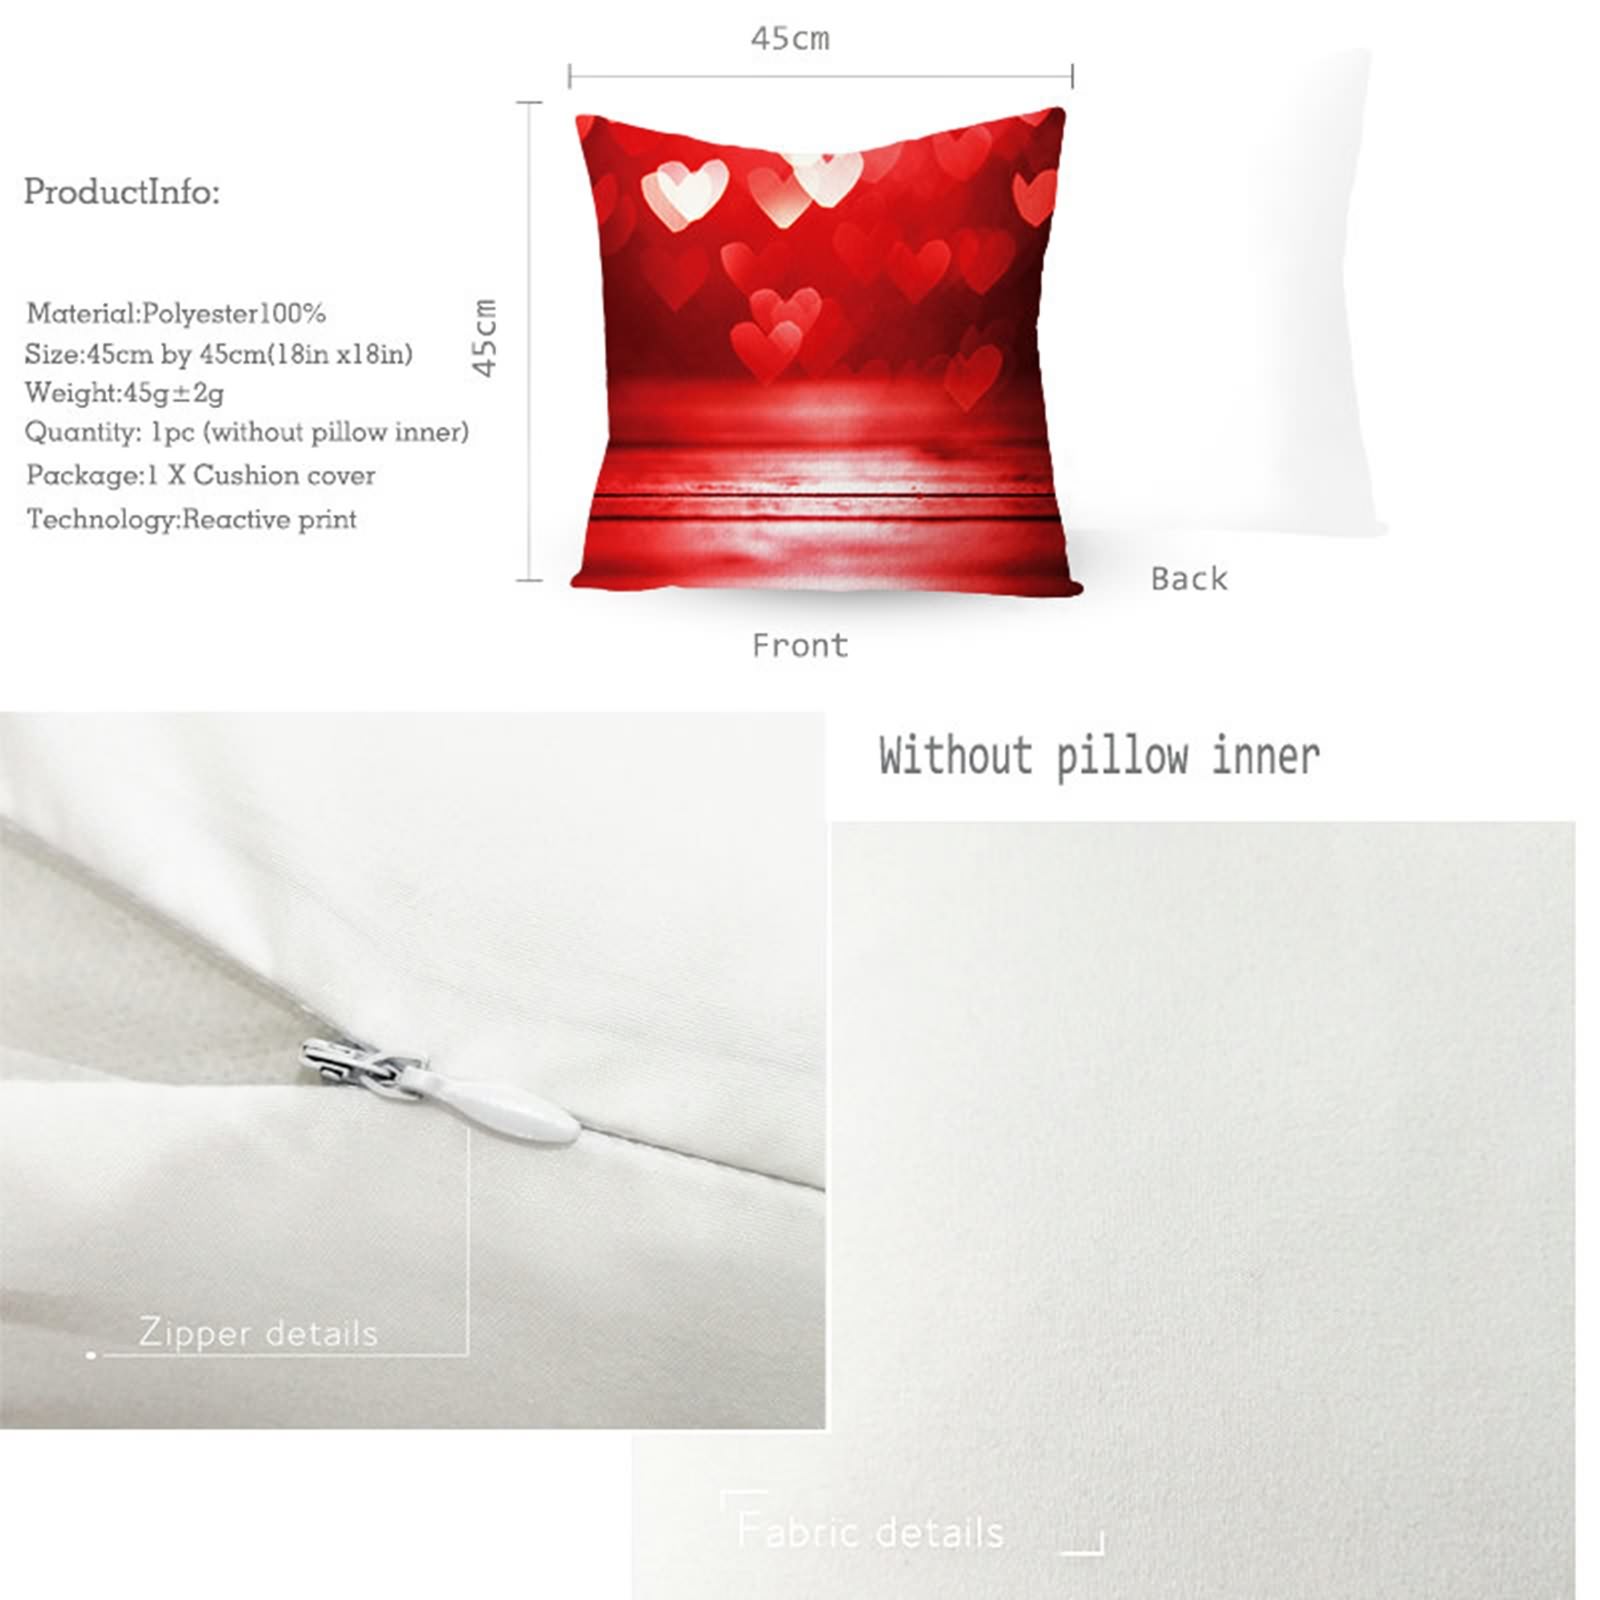 45cm
45cm
ProductInfo:
Material:Polyester100%
Size:45cm by 45cm(18in x18in)
Weight:45g±2g
Quantity: 1pc (without pillow inner)
Package:1 X Cushion cover
Technology:Reactive print
Back
Front
Without pillow inner
Zipper details
Fabric details